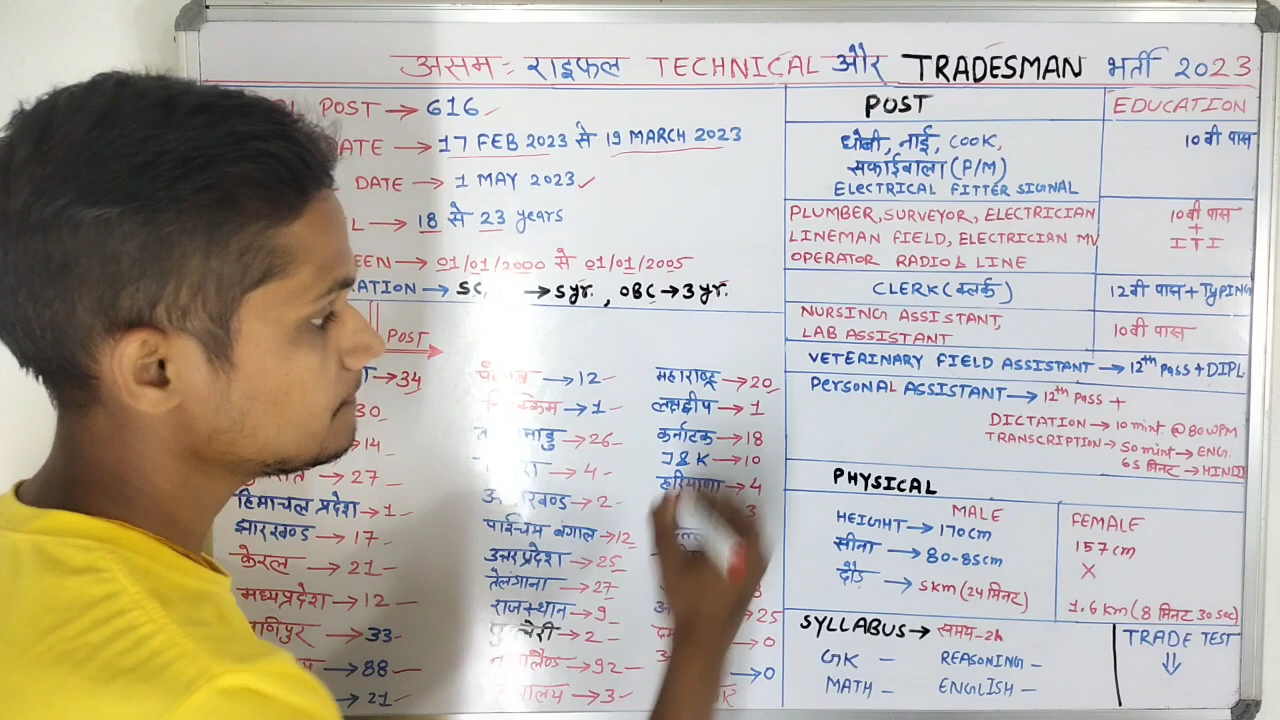 असम: राइफल TECHNICAL और TRADESMAN भर्ती 2023
POST → 616
DATE → 17 FEB 2023 से 19 MARCH 2023
DATE → 1 MAY 2023
→ 18 से 23 years
→ 01/01/2000 से 01/01/2005
→ SC, → 5yr. , OBC → 3yr.
POST
→ 34
30
14
→ 27
हिमाचल प्रदेश → 1
झारखण्ड → 17
केरल → 21
मध्यप्रदेश → 12
→ 33
→ 88
→ 21
→ 12
→ 1
→ 26
→ 4
→ 2
पश्चिम बंगाल → 12
उत्तरप्रदेश → 25
तेलंगाना → 27
राजस्थान → 9
→ 2
→ 92
→ 3
महाराष्ट्र → 20
लक्षद्वीप → 1
कर्नाटक → 18
J&K → 10
हरियाणा → 4
3
→ 25
→ 0
→ 0
POST
EDUCATION
धोबी, नाई, COOK,
सफाईवाला (P/M)
ELECTRICAL FITTER SIGNAL
10वी पास
PLUMBER, SURVEYOR, ELECTRICIAN
LINEMAN FIELD, ELECTRICIAN MV
OPERATOR RADIO & LINE
10वी पास
+
ITI
CLERK (क्लर्क)
12वी पास + TYPING
NURSING ASSISTANT,
LAB ASSISTANT
10वी पास
VETERINARY FIELD ASSISTANT → 12th Pass + DIPL.
PERSONAL ASSISTANT → 12th Pass +
DICTATION → 10 mint @ 80 WPM
TRANSCRIPTION → 50 mint → ENG.
65 मिनट → HINDI
PHYSICAL
MALE
HEIGHT → 170cm
सीना → 80-85cm
दौड़ → 5KM (24 मिनट)
FEMALE
157cm
X
1.6 KM (8 मिनट 30 sec)
SYLLABUS → समय-2h
GK - REASONING -
MATH - ENGLISH -
TRADE TEST